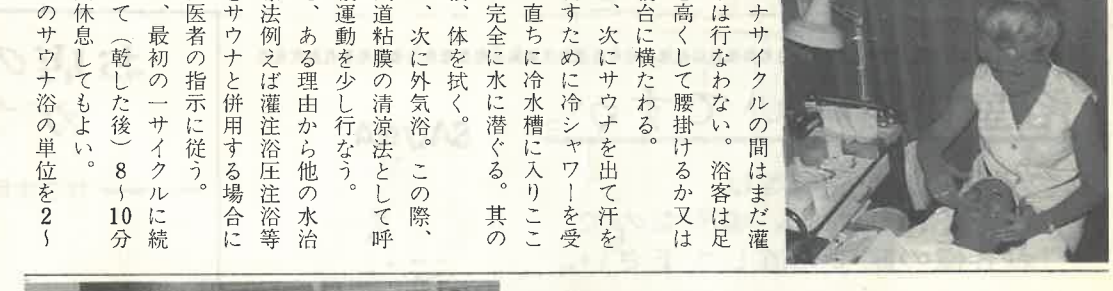 ナサイクルの間はまだ灌
は行なわない。浴客は足
高くして腰掛けるか又は
台に横たわる。
、次にサウナを出て汗を
すために冷シャワーを受
直ちに冷水槽に入りここ
完全に水に潜ぐる。其の
、体を拭く。
、次に外気浴。この際、
道粘膜の清涼法として呼
運動を少し行なう。
、ある理由から他の水治
法例えば灌注浴圧注浴等
サウナと併用する場合に
医者の指示に従う。
、最初の一サイクルに続
て（乾した後）8〜10分
休息してもよい。
のサウナ浴の単位を2〜